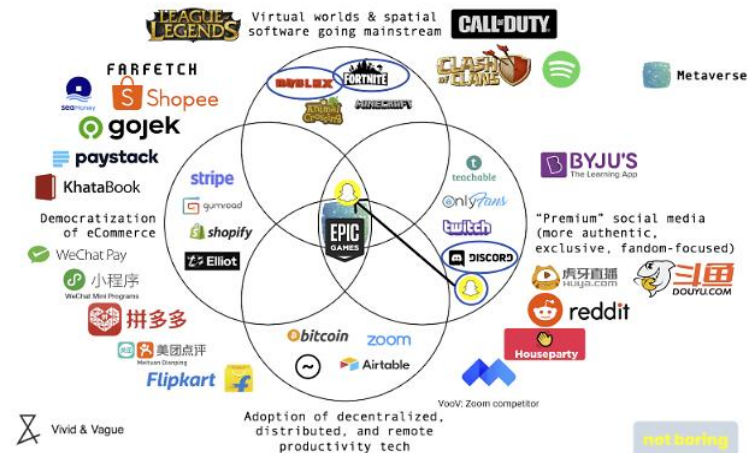 LEAGUE OF LEGENDS
Virtual worlds & spatial
software going mainstream
CALL OF DUTY
FARFETCH
ROBLOX
FORTNITE
CLASH OF CLANS
Metaverse
seaMoney
Shopee
Animal Crossing
MINECRAFT
gojek
paystack
KhataBook
stripe
gumroad
shopify
Elliot
EPIC
GAMES
teachable
OnlyFans
twitch
DISCORD
BYJU'S
The Learning App
Democratization
of eCommerce
“Premium” social media
(more authentic,
exclusive, fandom-focused)
WeChat Pay
小程序
WeChat Mini Programs
拼多多
美团点评
Meituan-Dianping
Flipkart
虎牙直播
HUYA.COM
斗鱼
DOUYU.COM
reddit
Houseparty
bitcoin
zoom
Airtable
VooV: Zoom competitor
Adoption of decentralized,
distributed, and remote
productivity tech
Vivid & Vague
not boring